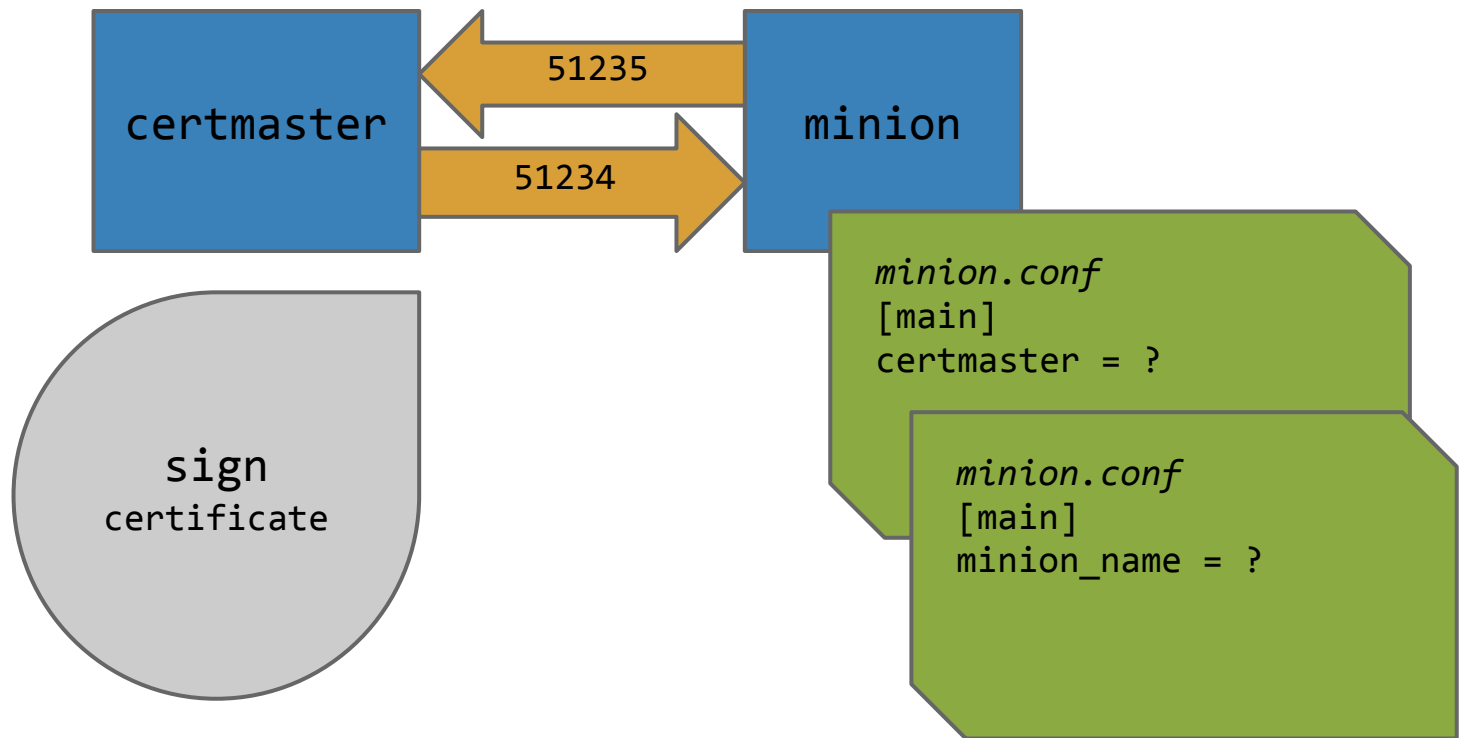 certmaster
51235
51234
minion
minion.conf
[main]
certmaster = ?
minion.conf
[main]
minion_name = ?
sign
certificate